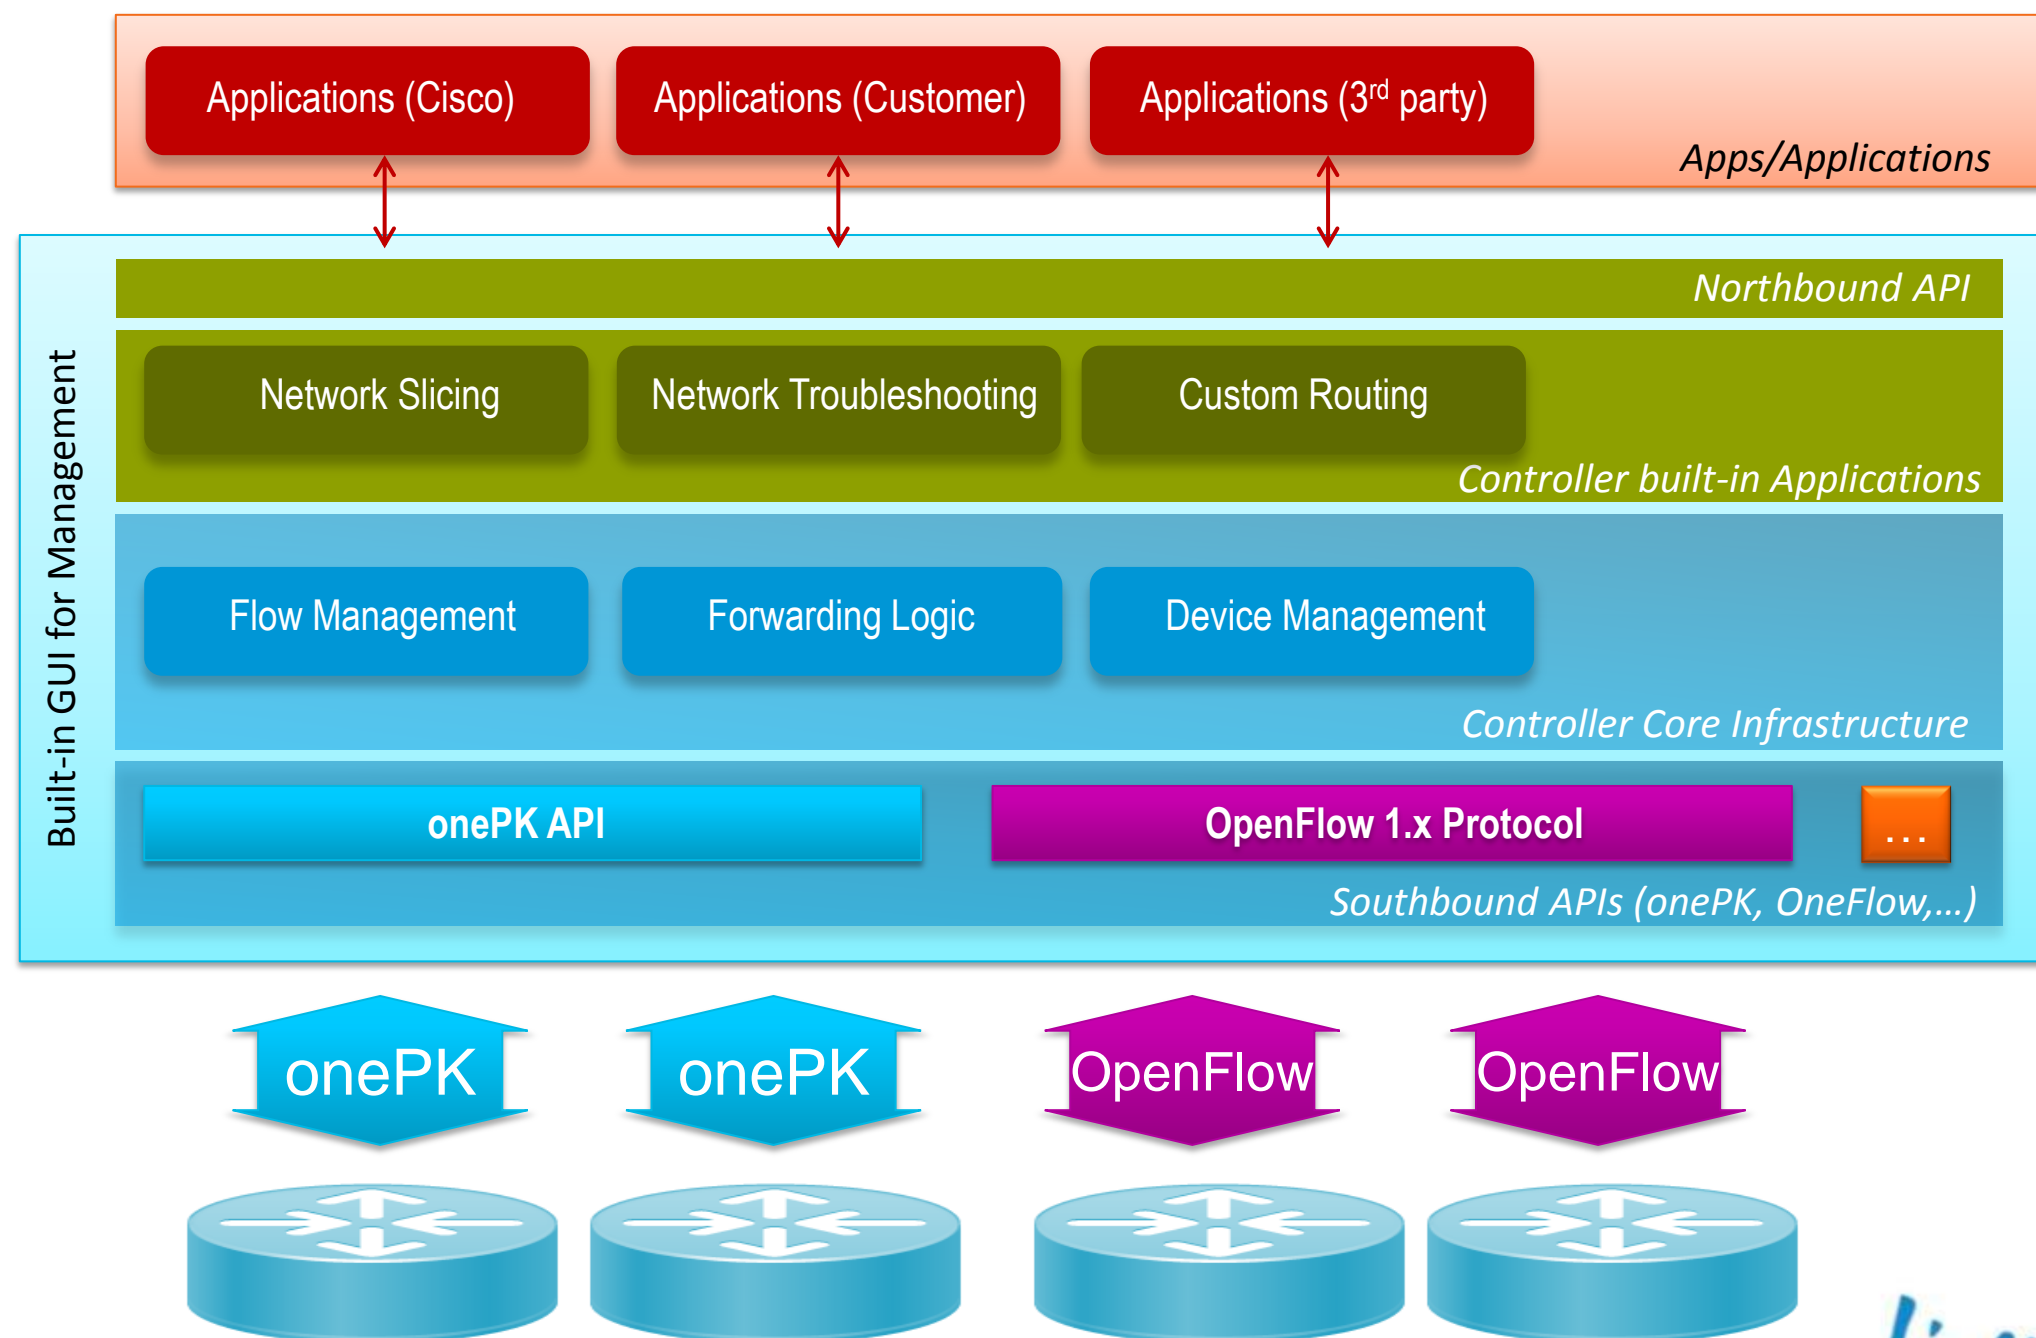 Applications (Cisco)
Applications (Customer)
Applications (3rd party)
Apps/Applications
Built-in GUI for Management
Northbound API
Network Slicing
Network Troubleshooting
Custom Routing
Controller built-in Applications
Flow Management
Forwarding Logic
Device Management
Controller Core Infrastructure
onePK API
OpenFlow 1.x Protocol
...
Southbound APIs (onePK, OneFlow,...)
onePK
onePK
OpenFlow
OpenFlow